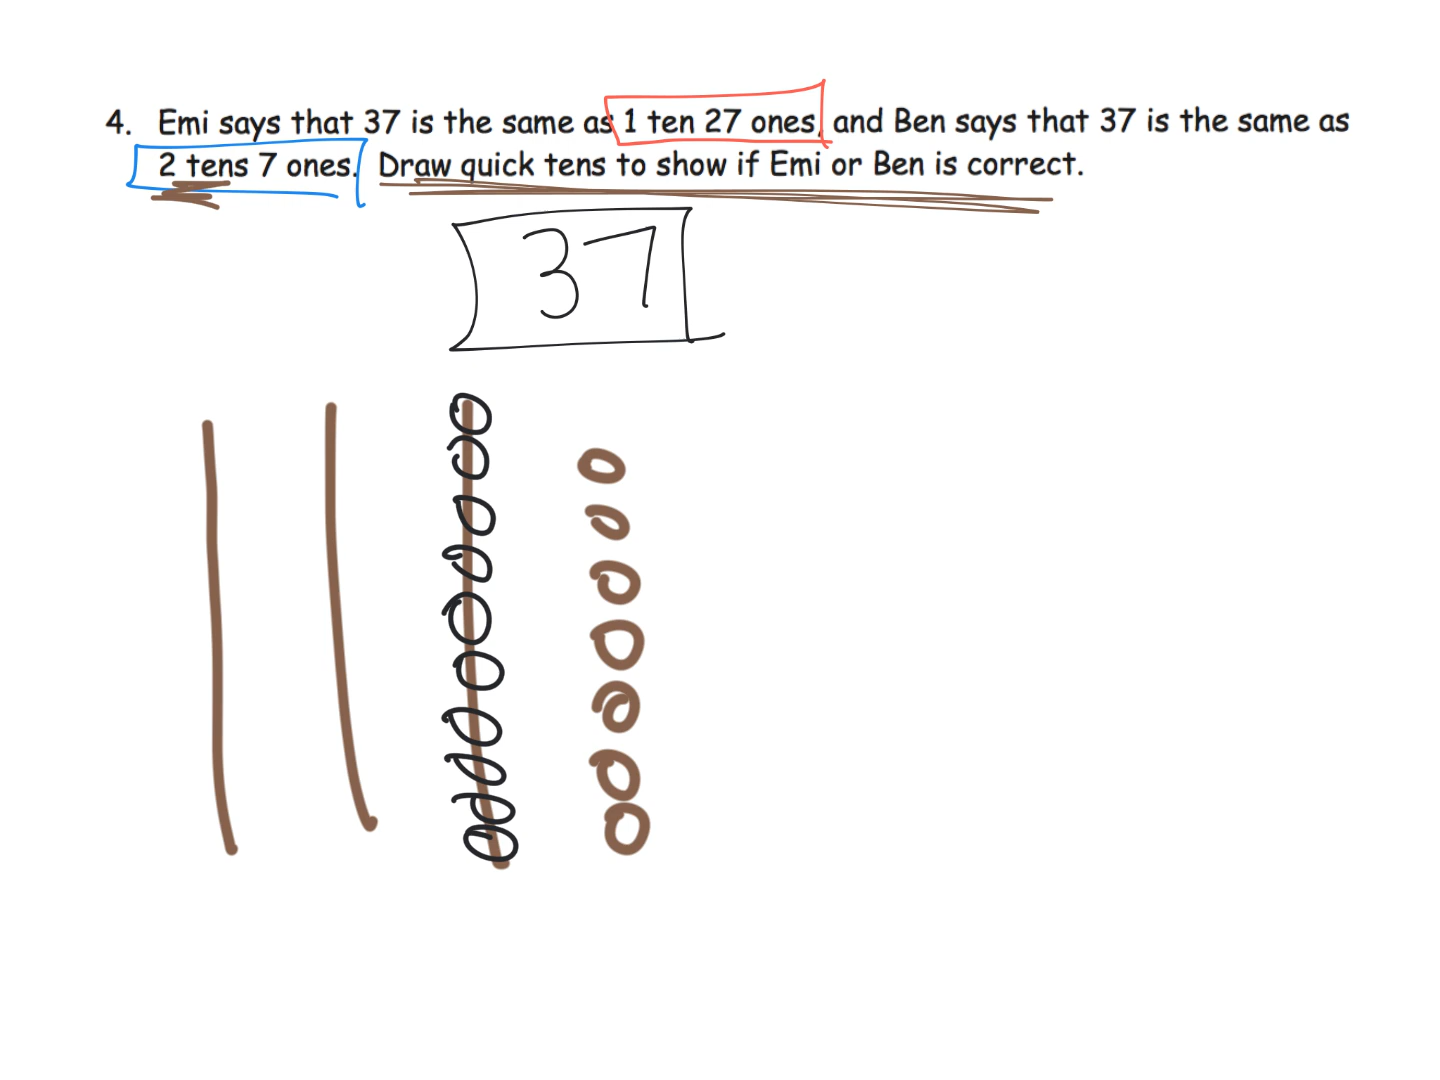 4. Emi says that 37 is the same as 1 ten 27 ones, and Ben says that 37 is the same as
2 tens 7 ones. Draw quick tens to show if Emi or Ben is correct.
37